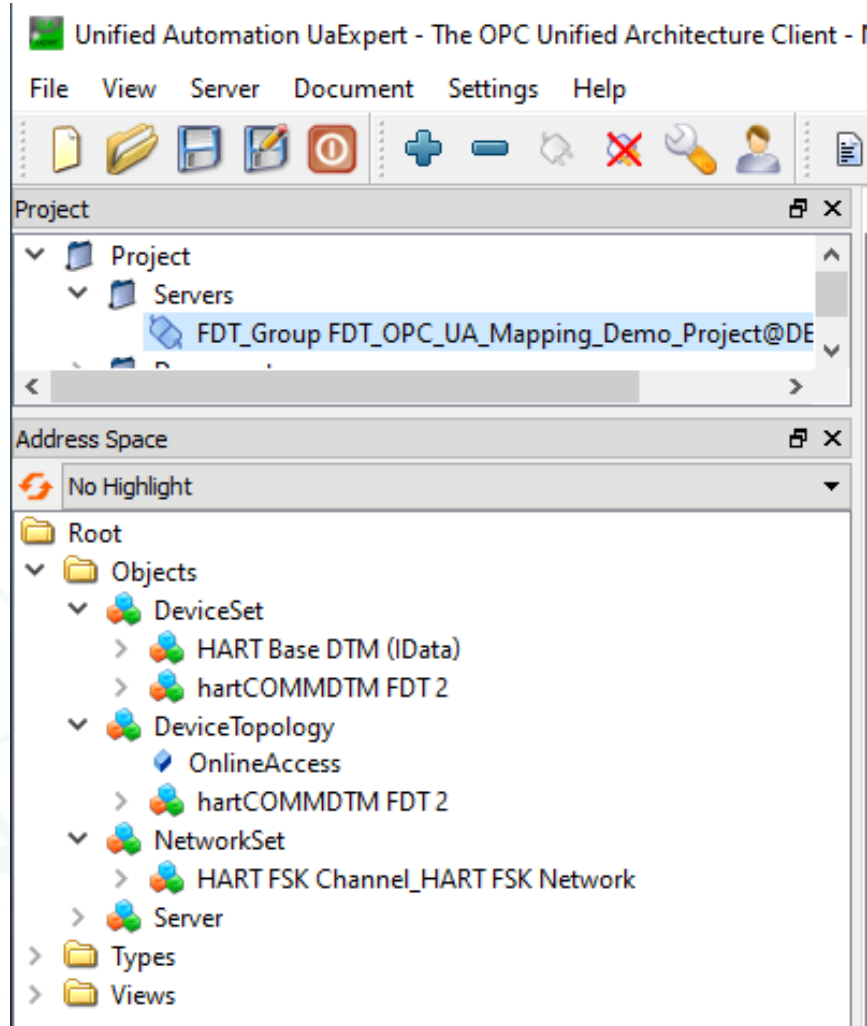 Unified Automation UaExpert - The OPC Unified Architecture Client -
File View Server Document Settings Help
Project
Project
Servers
FDT_Group FDT_OPC_UA_Mapping_Demo_Project@DE
Address Space
No Highlight
Root
Objects
DeviceSet
HART Base DTM (IData)
hartCOMMDTM FDT 2
DeviceTopology
OnlineAccess
hartCOMMDTM FDT 2
NetworkSet
HART FSK Channel_HART FSK Network
Server
Types
Views